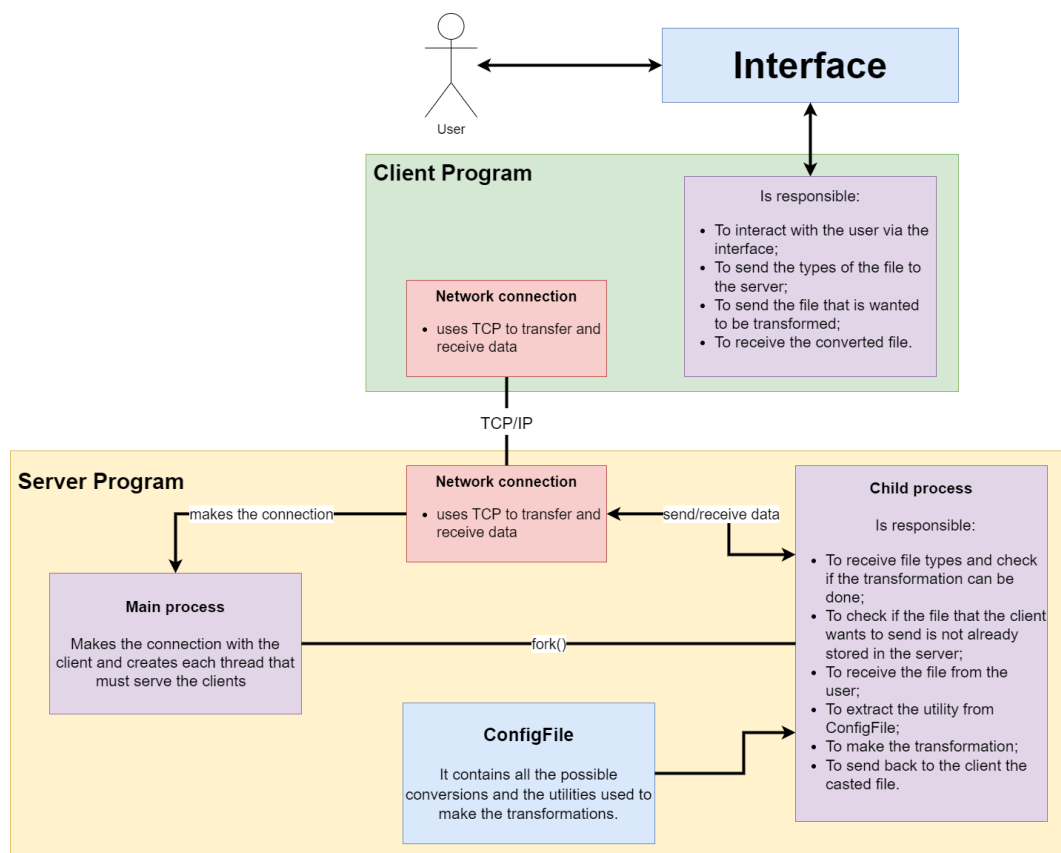 Interface
User
Client Program
Is responsible:
• To interact with the user via the
interface;
• To send the types of the file to
the server;
• To send the file that is wanted
to be transformed;
• To receive the converted file.
Network connection
• uses TCP to transfer and
receive data
TCP/IP
Server Program
Network connection
• uses TCP to transfer and
receive data
makes the connection
send/receive data
Child process
Is responsible:
• To receive file types and check
if the transformation can be
done;
• To check if the file that the client
wants to send is not already
stored in the server;
• To receive the file from the
user;
• To extract the utility from
ConfigFile;
• To make the transformation;
• To send back to the client the
casted file.
Main process
Makes the connection with the
client and creates each thread that
must serve the clients
fork()
ConfigFile
It contains all the possible
conversions and the utilities used to
make the transformations.